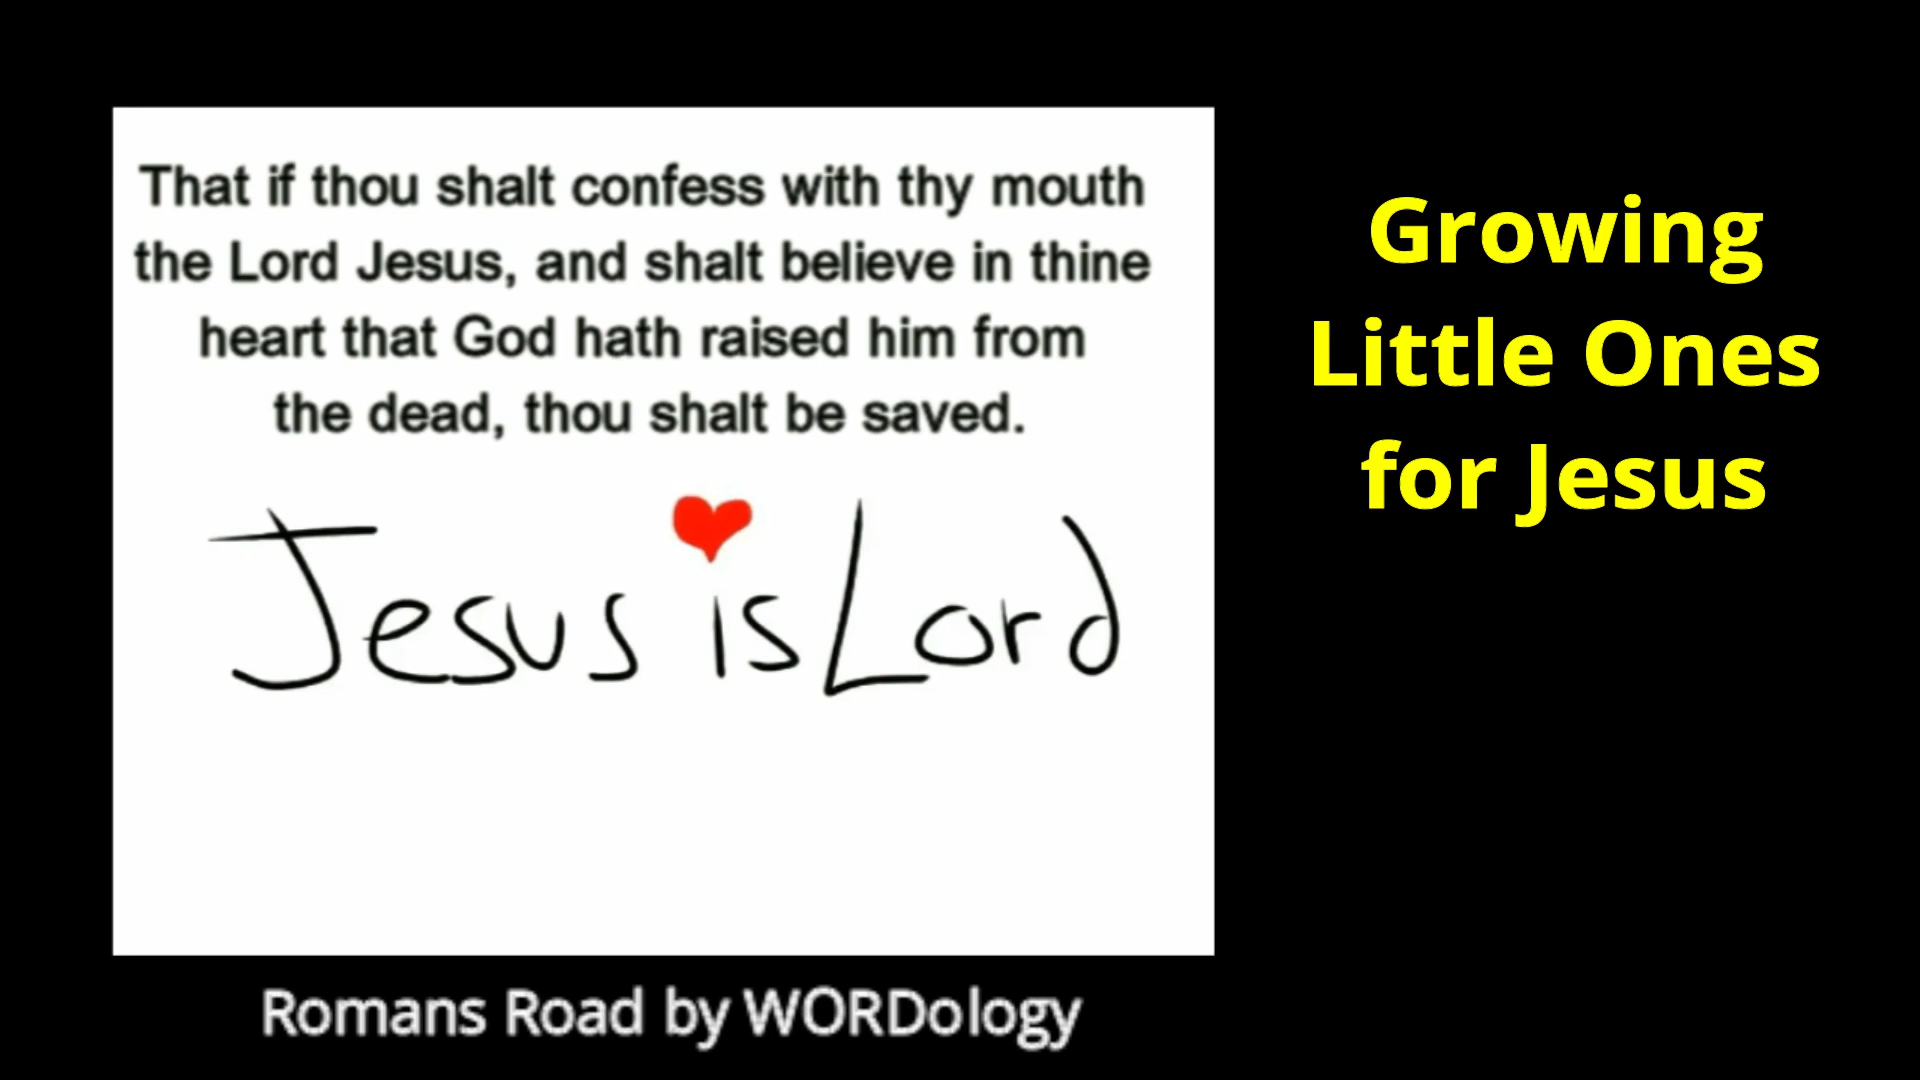 That if thou shalt confess with thy mouth
the Lord Jesus, and shalt believe in thine
heart that God hath raised him from
the dead, thou shalt be saved.
Jesus is Lord
Romans Road by WORDology
Growing
Little Ones
for Jesus